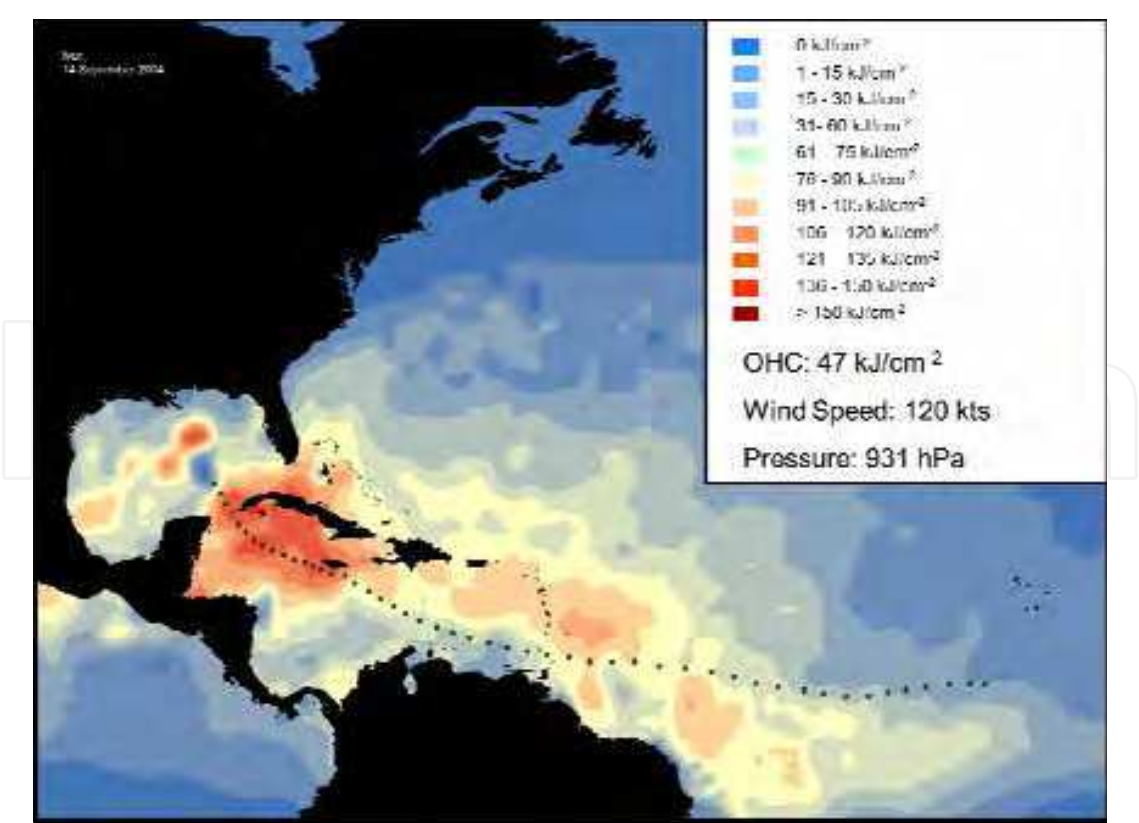 14 September 2004
0 kJ/cm²
1 - 15 kJ/cm²
15 - 30 kJ/cm²
31- 60 kJ/cm²
61 - 75 kJ/cm²
76 - 90 kJ/cm²
91 - 105 kJ/cm²
106 - 120 kJ/cm²
121 - 135 kJ/cm²
136 - 150 kJ/cm²
> 150 kJ/cm²
OHC: 47 kJ/cm²
Wind Speed: 120 kts
Pressure: 931 hPa